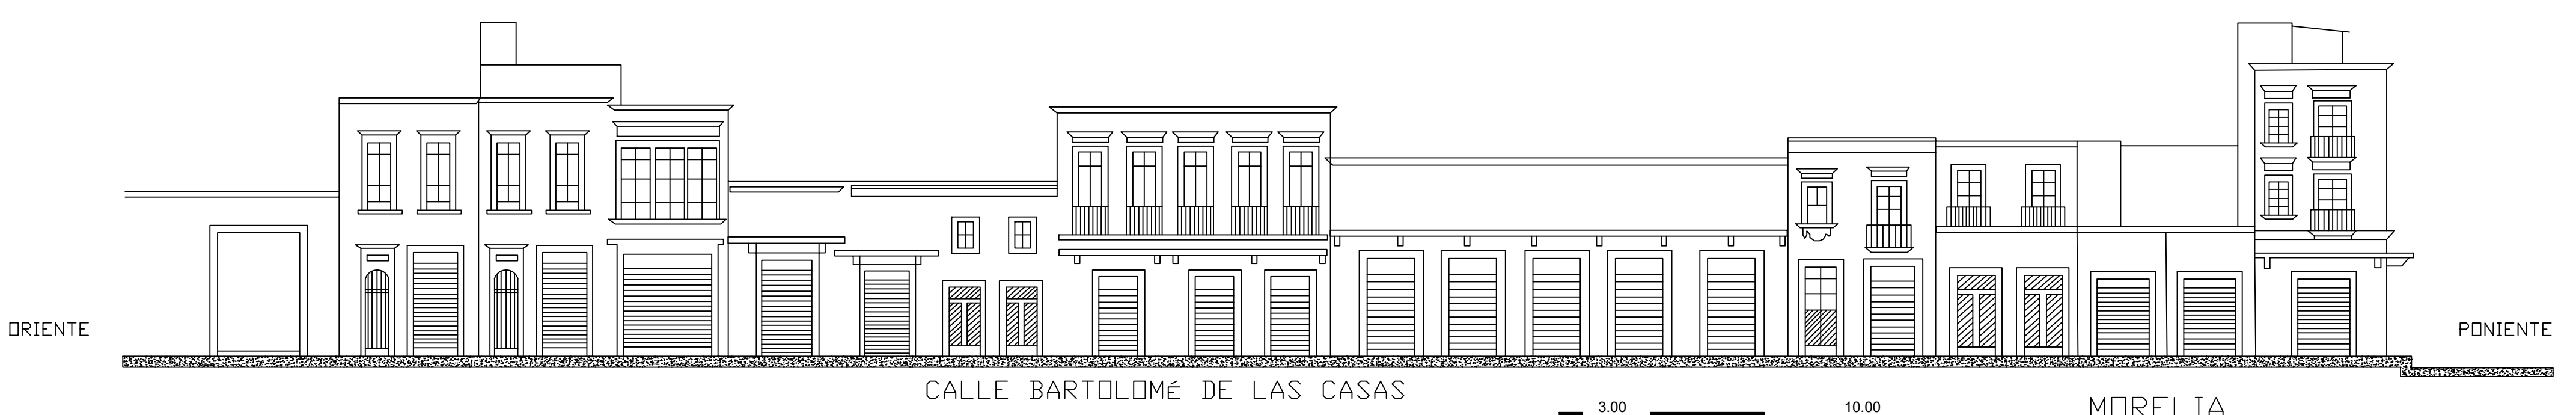 ORIENTE
PONIENTE
CALLE BARTOLOMé DE LAS CASAS
3.00 10.00
MORELIA